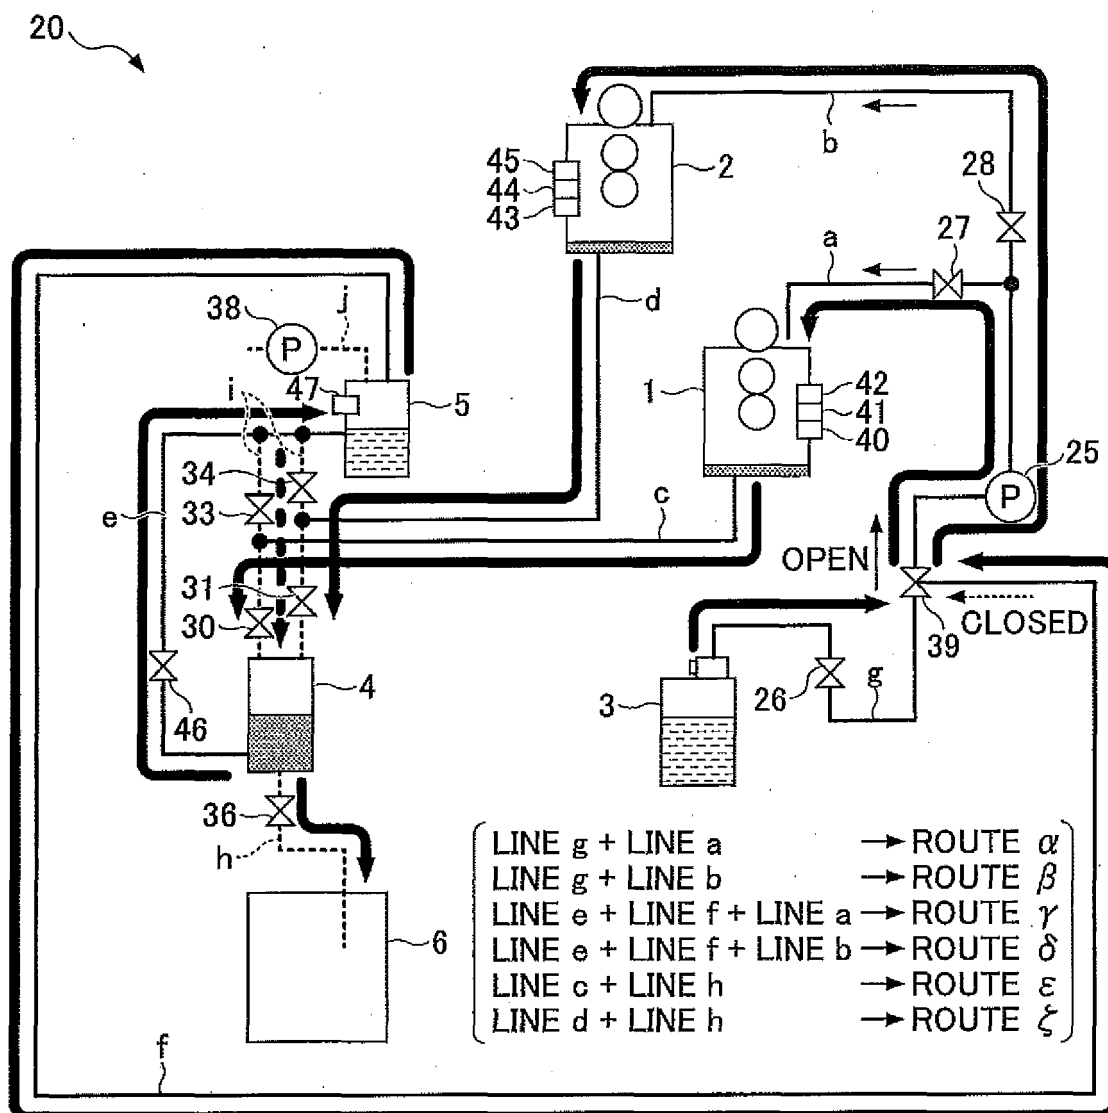 20
b
45
44
43
2
28
27
a
d
38
j
P
i
47
5
1
42
41
40
25
P
34
33
e
c
OPEN
31
30
CLOSED
39
4
3
26
g
46
36
h
6
f
LINE g + LINE a → ROUTE α
LINE g + LINE b → ROUTE β
LINE e + LINE f + LINE a → ROUTE γ
LINE e + LINE f + LINE b → ROUTE δ
LINE c + LINE h → ROUTE ε
LINE d + LINE h → ROUTE ζ